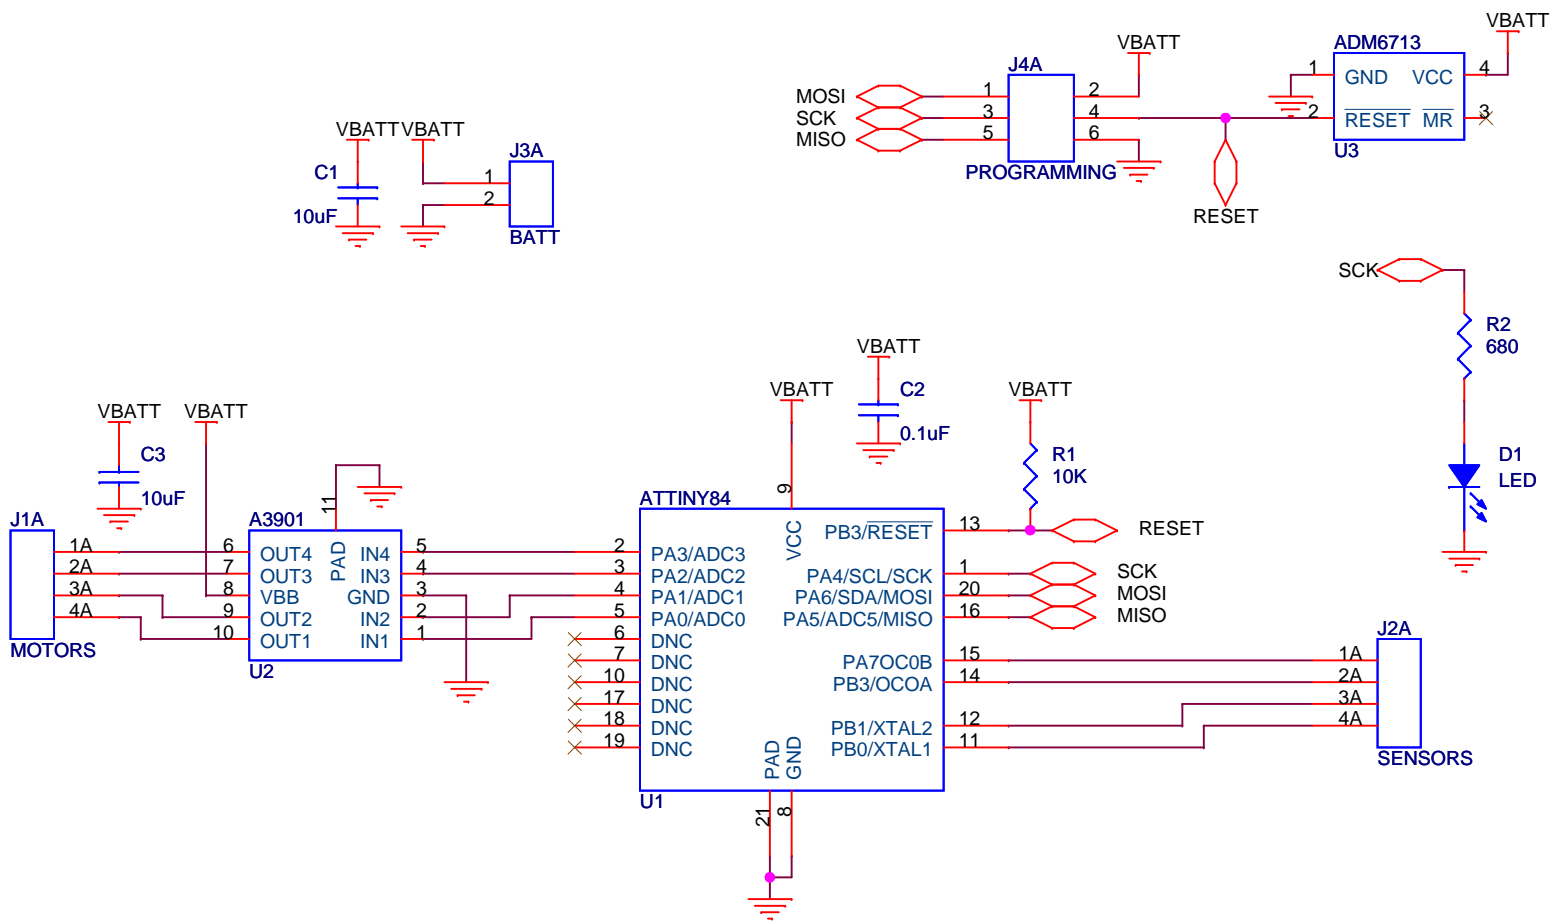 VBATT
ADM6713
VBATT
J4A
1 GND VCC 4
MOSI 1 2
SCK 3 4
2 RESET MR 3
MISO 5 6
U3
PROGRAMMING
RESET
VBATT VBATT
J3A
C1
1
10uF
2
BATT
SCK
R2
680
VBATT
C2
0.1uF
VBATT
VBATT
R1
10K
D1
LED
VBATT VBATT
C3
10uF
11
9
J1A
A3901
ATTINY84
PAD
VCC
PB3/RESET 13 RESET
1A 6 OUT4 IN4 5 2 PA3/ADC3
2A 7 OUT3 IN3 4 3 PA2/ADC2
PA4/SCL/SCK 1 SCK
3A 8 VBB GND 3 4 PA1/ADC1
PA6/SDA/MOSI 20 MOSI
4A 9 OUT2 IN2 2 5 PA0/ADC0
PA5/ADC5/MISO 16 MISO
10 OUT1 IN1 1 6 DNC
MOTORS
U2
J2A
7 DNC
PA7OC0B 15 1A
10 DNC
PB3/OCOA 14 2A
17 DNC
3A
18 DNC
PB1/XTAL2 12 4A
19 DNC
PB0/XTAL1 11
SENSORS
PAD
GND
U1
21
8